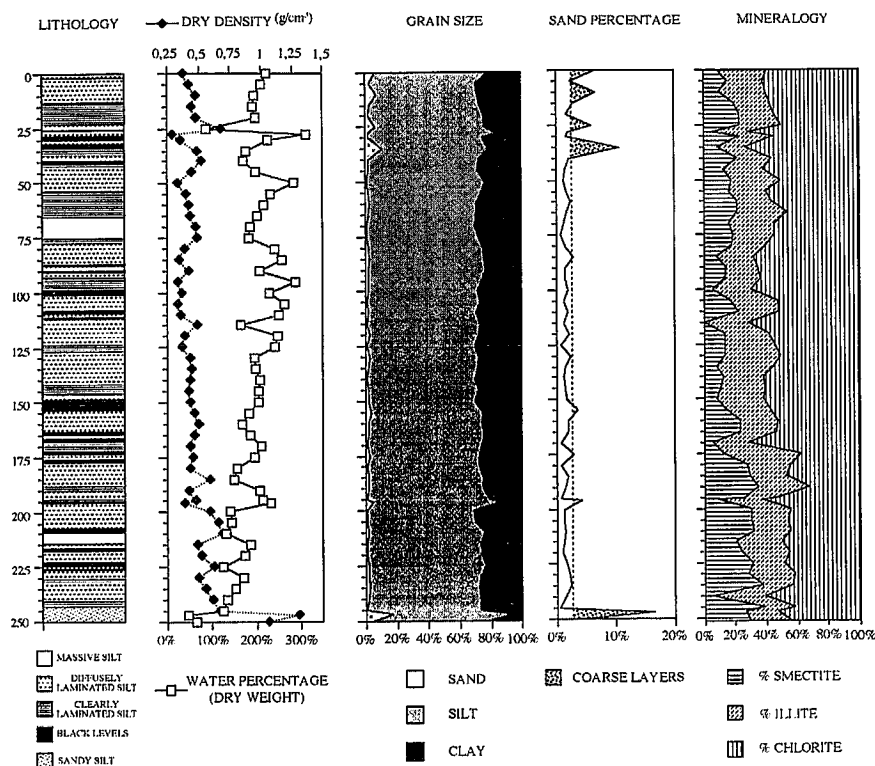 LITHOLOGY
DRY DENSITY (g/cm³)
GRAIN SIZE
SAND PERCENTAGE
MINERALOGY
0,25 0,5 0,75 1 1,25 1,5
0
25
50
75
100
125
150
175
200
225
250
0% 100% 200% 300%
0% 20% 40% 60% 80% 100%
0% 10% 20%
0% 20% 40% 60% 80% 100%
MASSIVE SILT
DIFFUSELY
LAMINATED SILT
CLEARLY
LAMINATED SILT
BLACK LEVELS
SANDY SILT
WATER PERCENTAGE
(DRY WEIGHT)
SAND
SILT
CLAY
COARSE LAYERS
% SMECTITE
% ILLITE
% CHLORITE